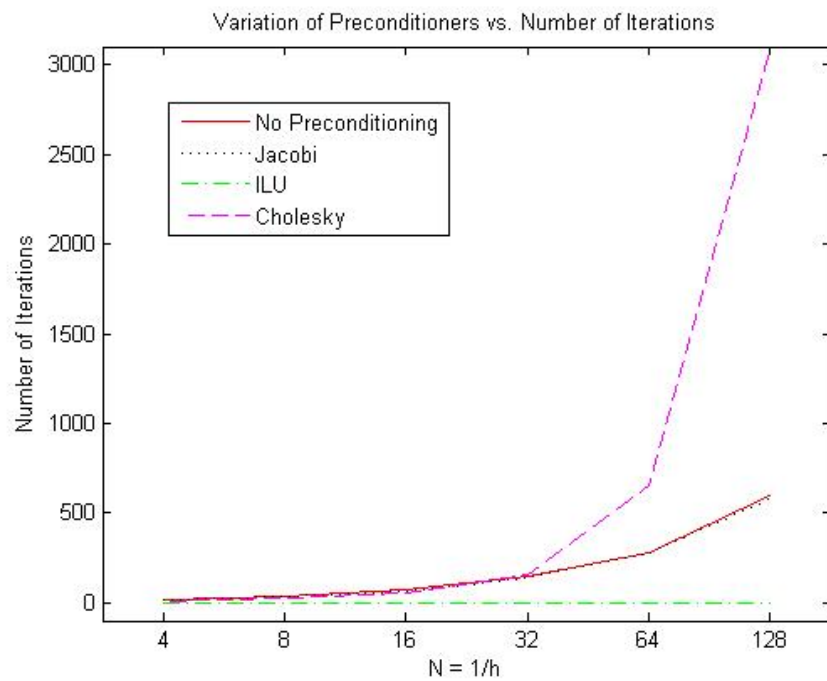 Variation of Preconditioners vs. Number of Iterations
3000
2500
2000
1500
1000
500
0
Number of Iterations
No Preconditioning
Jacobi
ILU
Cholesky
4 8 16 32 64 128
N = 1/h